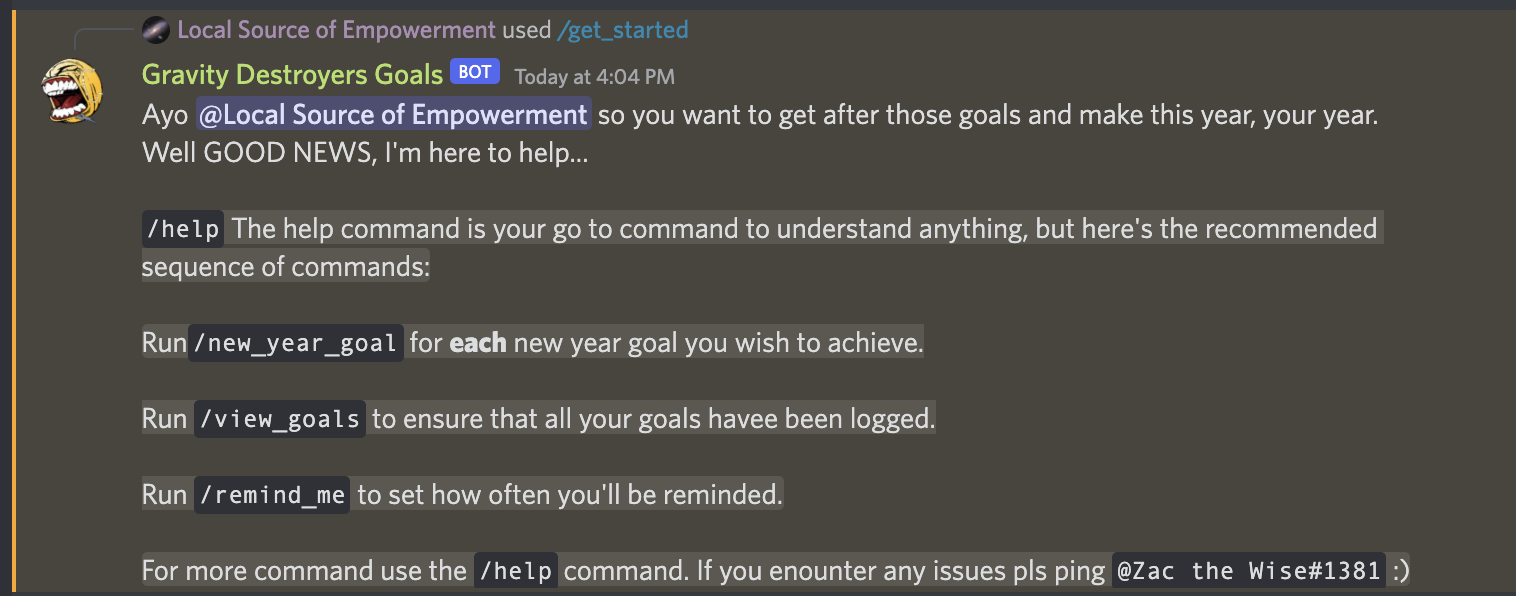 Local Source of Empowerment used /get_started
Gravity Destroyers Goals BOT Today at 4:04 PM
Ayo @Local Source of Empowerment so you want to get after those goals and make this year, your year.
Well GOOD NEWS, I'm here to help...
/help The help command is your go to command to understand anything, but here's the recommended
sequence of commands:
Run /new_year_goal for each new year goal you wish to achieve.
Run /view_goals to ensure that all your goals havee been logged.
Run /remind_me to set how often you'll be reminded.
For more command use the /help command. If you enounter any issues pls ping @Zac the Wise#1381 :)